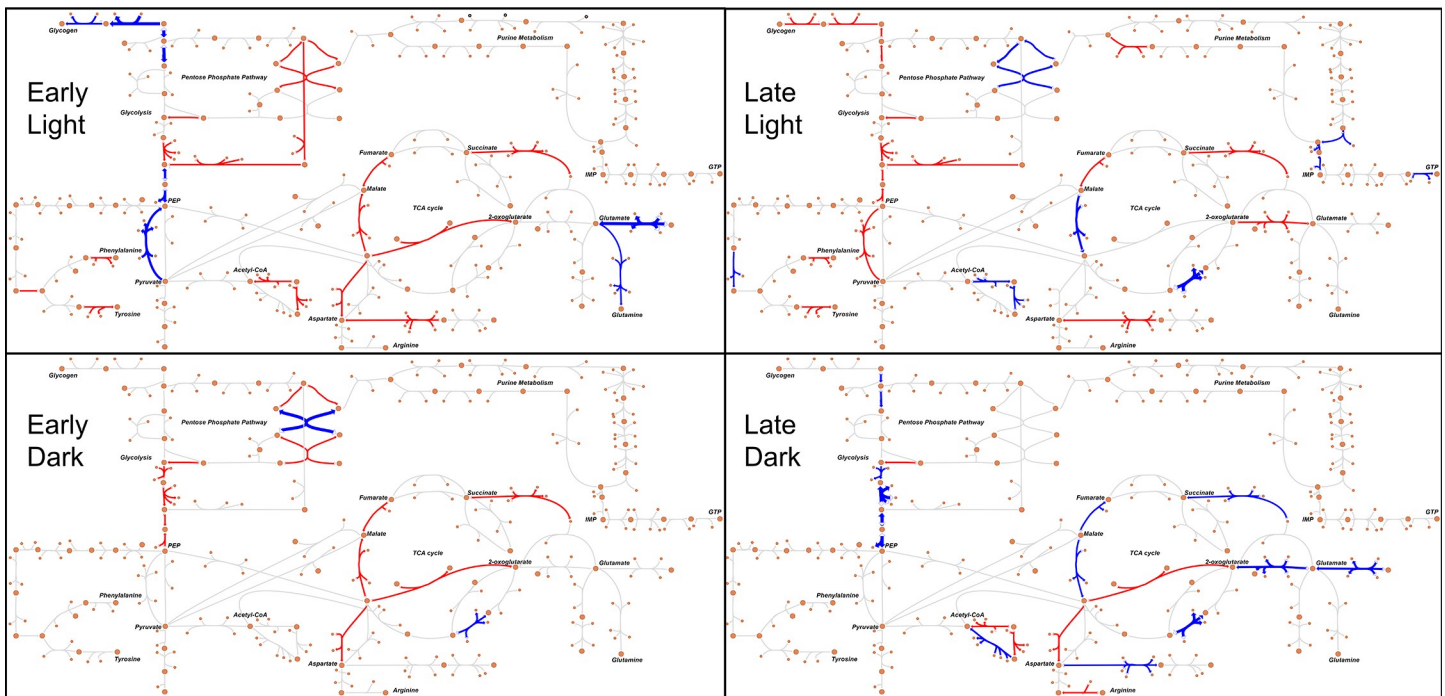 Early
Light
Glycogen
Purine Metabolism
Pentose Phosphate Pathway
Glycolysis
Fumarate
Succinate
IMP
GTP
Malate
PEP
TCA cycle
2-oxoglutarate
Glutamate
Phenylalanine
Acetyl-CoA
Pyruvate
Tyrosine
Aspartate
Glutamine
Arginine
Late
Light
Glycogen
Purine Metabolism
Pentose Phosphate Pathway
Glycolysis
Fumarate
Succinate
IMP
GTP
Malate
PEP
TCA cycle
2-oxoglutarate
Glutamate
Phenylalanine
Acetyl-CoA
Pyruvate
Tyrosine
Aspartate
Glutamine
Arginine
Early
Dark
Glycogen
Purine Metabolism
Pentose Phosphate Pathway
Glycolysis
Fumarate
Succinate
IMP
GTP
Malate
PEP
TCA cycle
2-oxoglutarate
Glutamate
Phenylalanine
Acetyl-CoA
Pyruvate
Tyrosine
Aspartate
Glutamine
Arginine
Late
Dark
Glycogen
Purine Metabolism
Pentose Phosphate Pathway
Glycolysis
Fumarate
Succinate
IMP
GTP
Malate
PEP
TCA cycle
2-oxoglutarate
Glutamate
Phenylalanine
Acetyl-CoA
Pyruvate
Tyrosine
Aspartate
Glutamine
Arginine